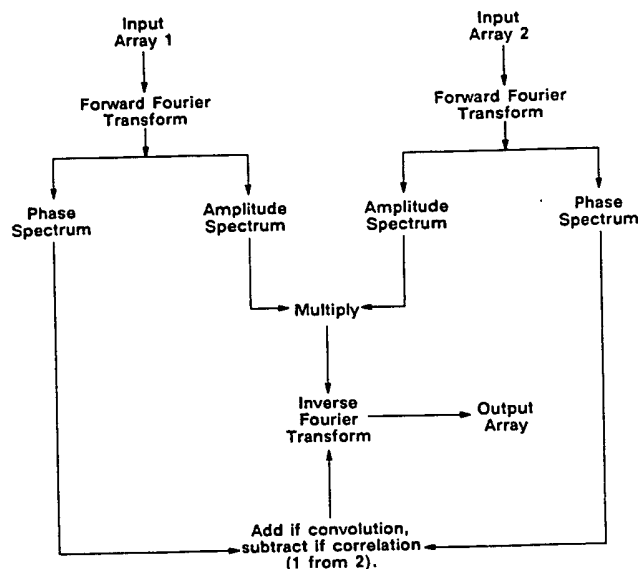 Input
Array 1
Input
Array 2
Forward Fourier
Transform
Forward Fourier
Transform
Phase
Spectrum
Amplitude
Spectrum
Amplitude
Spectrum
Phase
Spectrum
Multiply
Inverse
Fourier
Transform
Output
Array
Add if convolution,
subtract if correlation
(1 from 2).